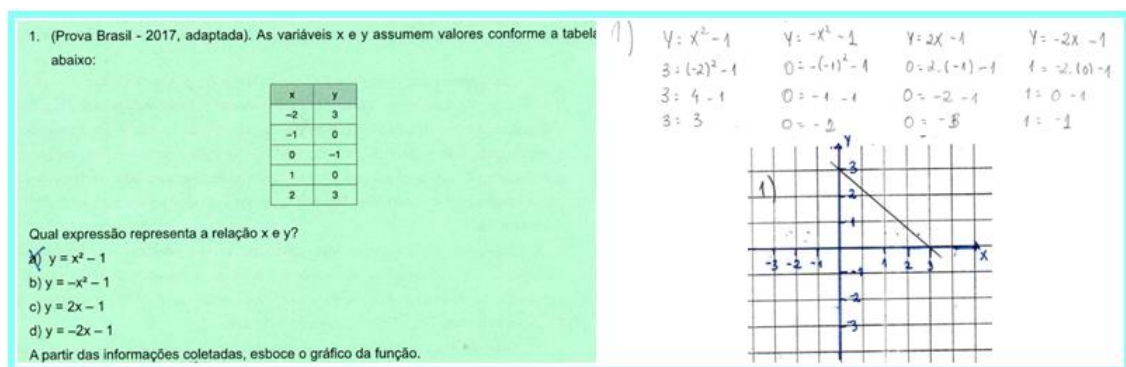 1. (Prova Brasil - 2017, adaptada). As variáveis x e y assumem valores conforme a tabela
abaixo:
x y
–2 3
–1 0
0 –1
1 0
2 3
Qual expressão representa a relação x e y?
a) y = x² – 1
b) y = –x² – 1
c) y = 2x – 1
d) y = –2x – 1
A partir das informações coletadas, esboce o gráfico da função.
1)
y = x² - 1 y = -x² - 1 y = 2x - 1 y = -2x - 1
3 = (-2)² - 1 0 = -(-1)² - 1 0 = 2.(-1) - 1 1 = -2.(0) - 1
3 = 4 - 1 0 = -1 - 1 0 = -2 - 1 1 = 0 - 1
3 = 3 0 = -2 0 = -3 1 = -1
1)
Y
3
2
1
-3 -2 -1 1 2 3 X
-1
-2
-3